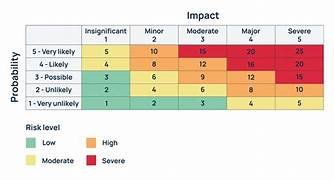 Impact
Insignificant Minor Moderate Major Severe
1 2 3 4 5
Probability
5 - Very likely 5 10 15 20 25
4 - Likely 4 8 12 16 20
3 - Possible 3 6 9 12 15
2 - Unlikely 2 4 6 8 10
1 - Very unlikely 1 2 3 4 5
Risk level
Low High
Moderate Severe